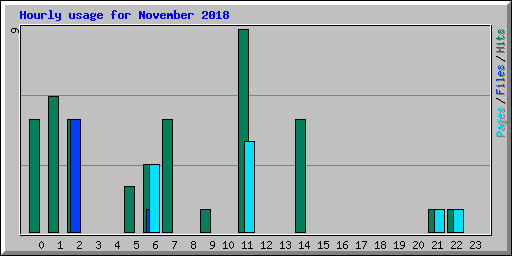 Hourly usage for November 2018
9
Pages/Files/Hits
0 1 2 3 4 5 6 7 8 9 10 11 12 13 14 15 16 17 18 19 20 21 22 23